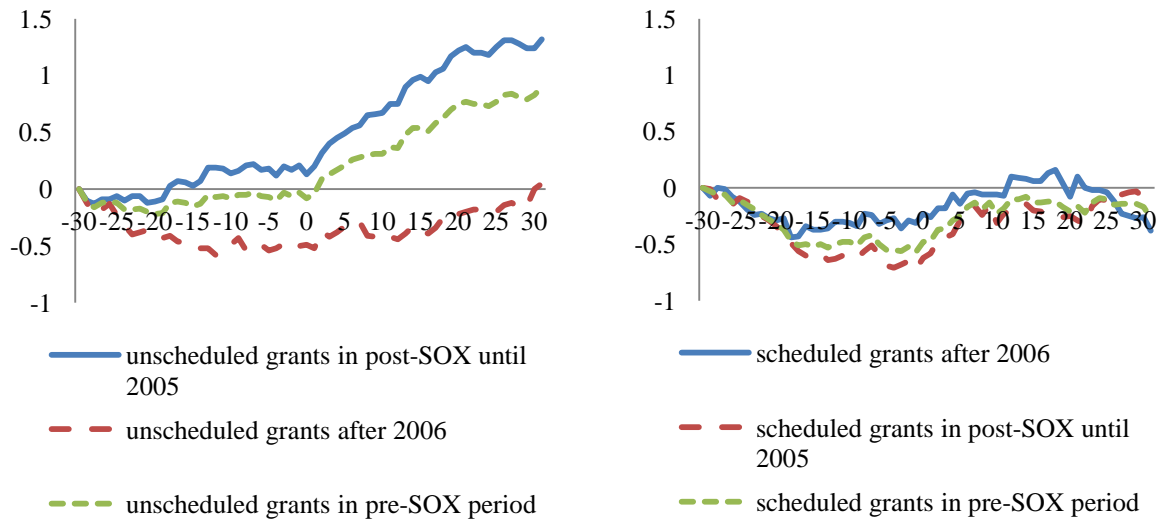 1.5
1
0.5
0
-0.5
-1
-30 -25 -20 -15 -10 -5 0 5 10 15 20 25 30
unscheduled grants in post-SOX until
2005
unscheduled grants after 2006
unscheduled grants in pre-SOX period
1.5
1
0.5
0
-0.5
-1
-30 -25 -20 -15 -10 -5 0 5 10 15 20 25 30
scheduled grants after 2006
scheduled grants in post-SOX until
2005
scheduled grants in pre-SOX period